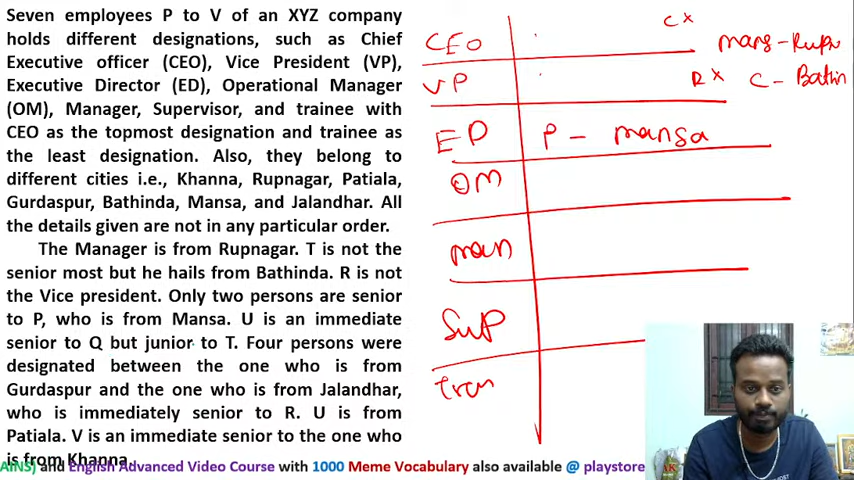 Seven employees P to V of an XYZ company
holds different designations, such as Chief
Executive officer (CEO), Vice President (VP),
Executive Director (ED), Operational Manager
(OM), Manager, Supervisor, and trainee with
CEO as the topmost designation and trainee as
the least designation. Also, they belong to
different cities i.e., Khanna, Rupnagar, Patiala,
Gurdaspur, Bathinda, Mansa, and Jalandhar. All
the details given are not in any particular order.
The Manager is from Rupnagar. T is not the
senior most but he hails from Bathinda. R is not
the Vice president. Only two persons are senior
to P, who is from Mansa. U is an immediate
senior to Q but junior to T. Four persons were
designated between the one who is from
Gurdaspur and the one who is from Jalandhar,
who is immediately senior to R. U is from
Patiala. V is an immediate senior to the one who
is from Khanna.
AINS) and English Advanced Video Course with 1000 Meme Vocabulary also available @ playstore
C x
CEO
mang-Rupn
VP
R x
C - Bathin
ED P - mansa
OM
man
SuP